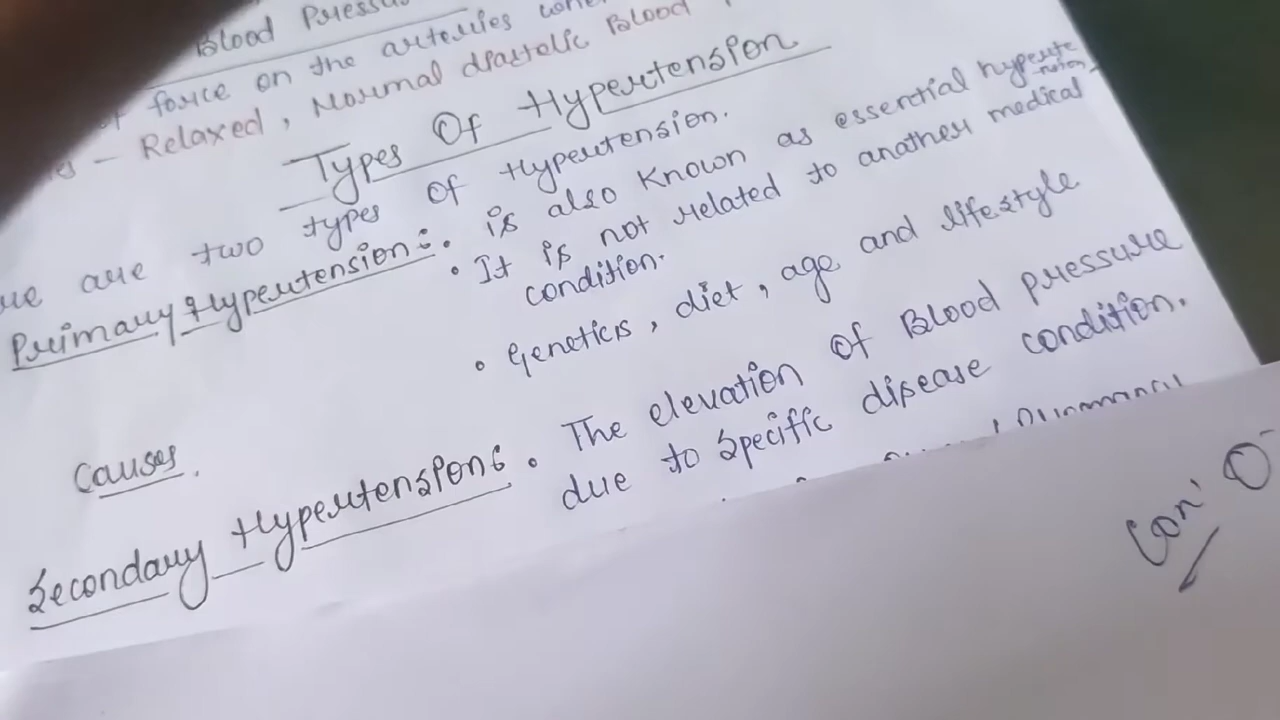 Blood Pressu
force on the arteries
- Relaxed, Normal diastolic Blood
Types Of Hypertension
are two types of Hypertension.
Primary Hypertension:. is also known as essential hyperte
nsion
. It is not related to another medical
condition.
Causes. . Genetics, diet, age and lifestyle
Secondary Hypertension:. The elevation of Blood pressure
due to specific disease condition.
Con'